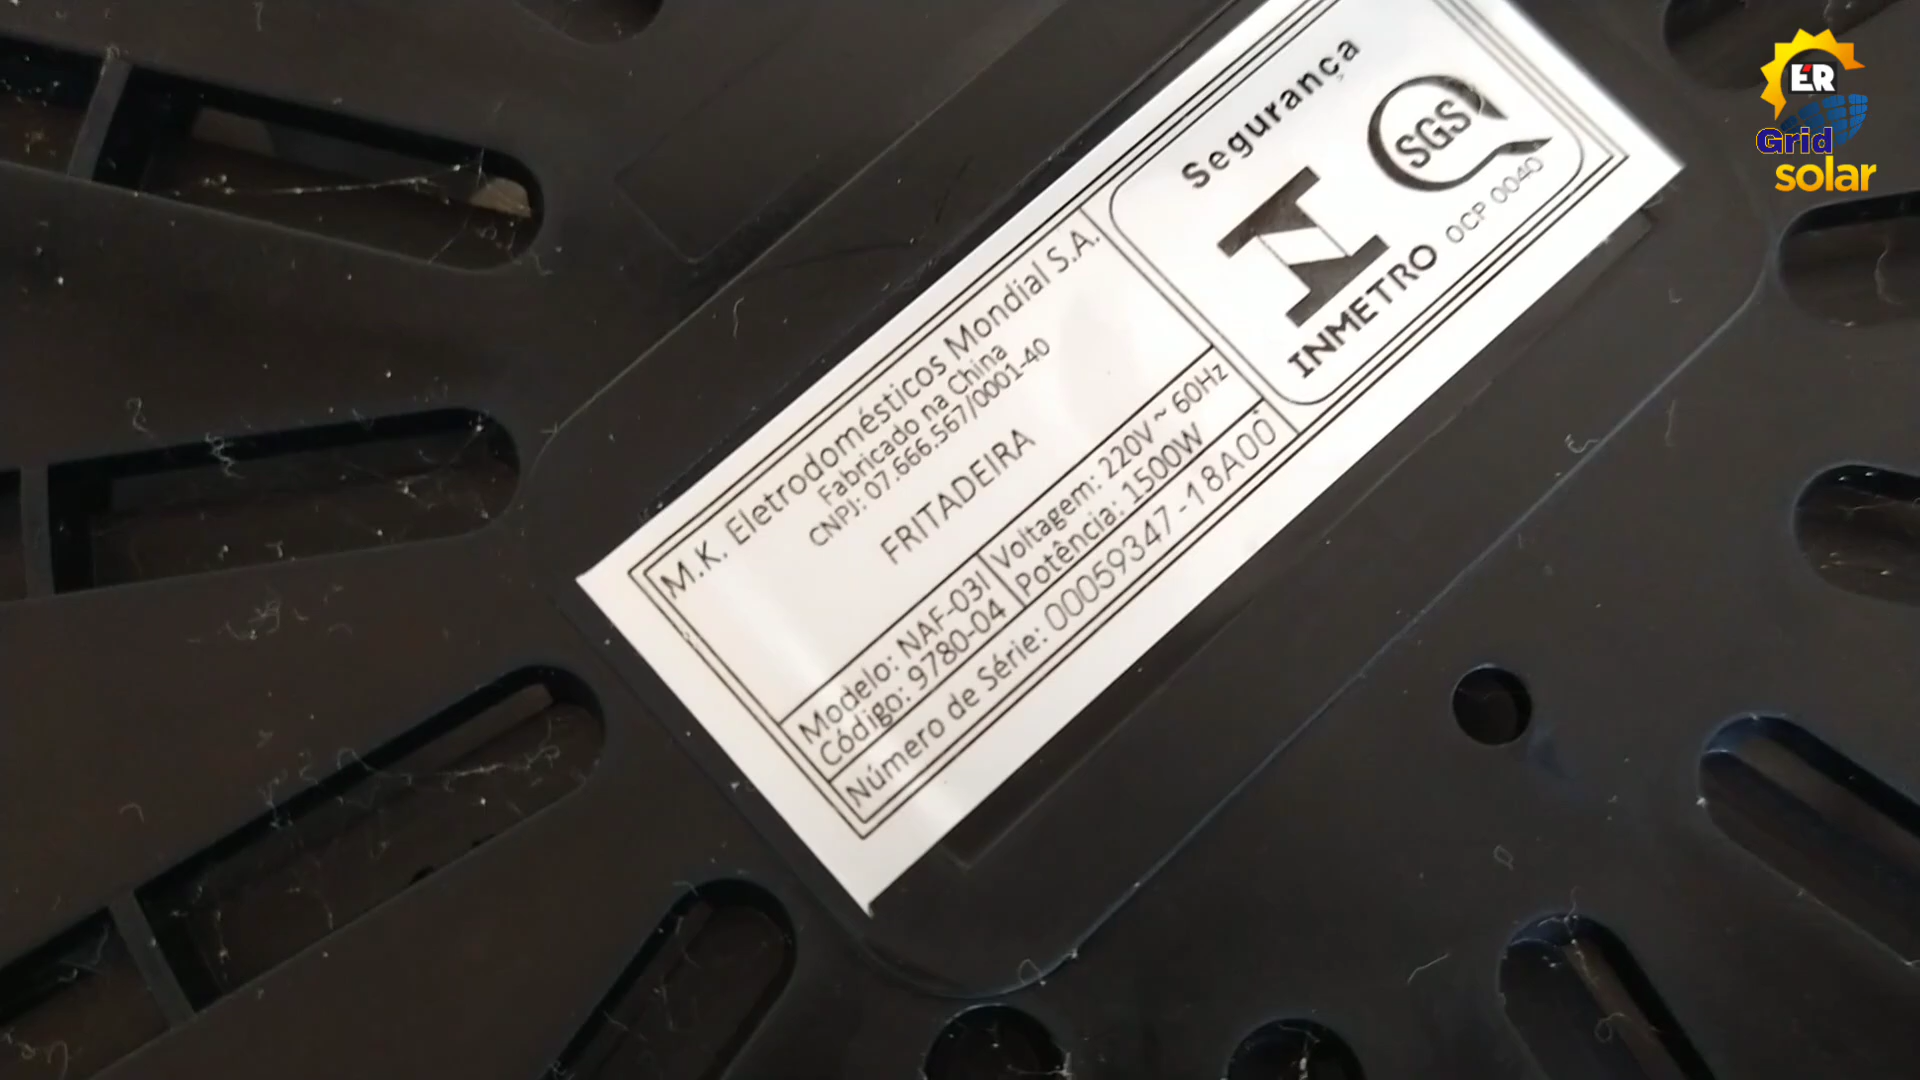 M.K. Eletrodomésticos Mondial S.A.
Fabricado na China
CNPJ: 07.666.567/0001-40
FRITADEIRA
Modelo: NAF-03I
Código: 9780-04
Voltagem: 220V ~ 60Hz
Potência: 1500W
Número de Série: 00059347-18A00
Segurança
SGS
OCP 0040
INMETRO
ER
Grid
solar